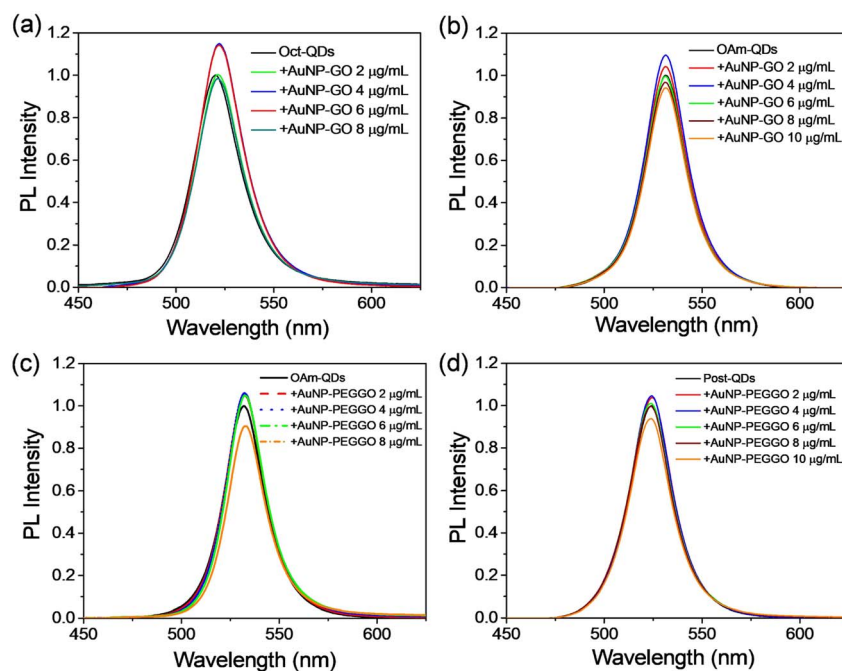 (a)
1.2
1.0
0.8
0.6
0.4
0.2
0.0
PL Intensity
Oct-QDs
+AuNP-GO 2 μg/mL
+AuNP-GO 4 μg/mL
+AuNP-GO 6 μg/mL
+AuNP-GO 8 μg/mL
450 500 550 600
Wavelength (nm)
(b)
1.2
1.0
0.8
0.6
0.4
0.2
0.0
PL Intensity
OAm-QDs
+AuNP-GO 2 μg/mL
+AuNP-GO 4 μg/mL
+AuNP-GO 6 μg/mL
+AuNP-GO 8 μg/mL
+AuNP-GO 10 μg/mL
450 500 550 600
Wavelength (nm)
(c)
1.2
1.0
0.8
0.6
0.4
0.2
0.0
PL Intensity
OAm-QDs
+AuNP-PEGGO 2 μg/mL
+AuNP-PEGGO 4 μg/mL
+AuNP-PEGGO 6 μg/mL
+AuNP-PEGGO 8 μg/mL
450 500 550 600
Wavelength (nm)
(d)
1.2
1.0
0.8
0.6
0.4
0.2
0.0
PL Intensity
Post-QDs
+AuNP-PEGGO 2 μg/mL
+AuNP-PEGGO 4 μg/mL
+AuNP-PEGGO 6 μg/mL
+AuNP-PEGGO 8 μg/mL
+AuNP-PEGGO 10 μg/mL
450 500 550 600
Wavelength (nm)